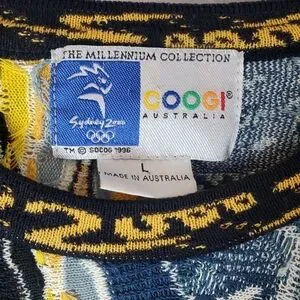 THE MILLENNIUM COLLECTION
COOGI®
AUSTRALIA
Sydney 2000
TM © SOCOG 1996
L
MADE IN AUSTRALIA